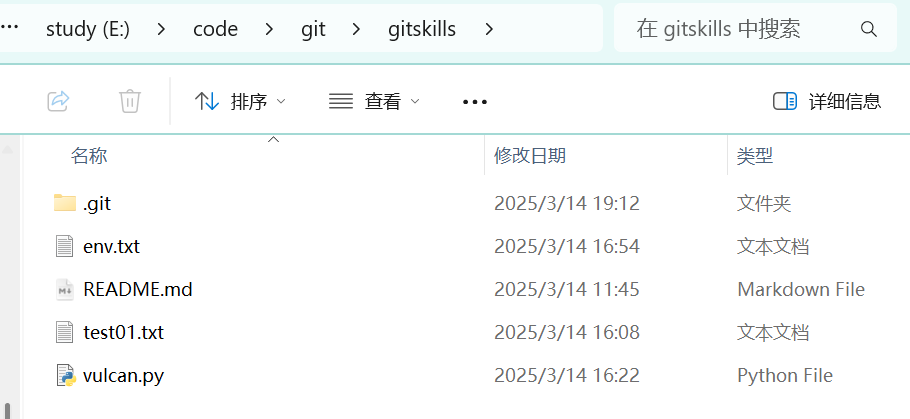 ··· study (E:) > code > git > gitskills > 在 gitskills 中搜索
排序 查看 ··· 详细信息
名称 修改日期 类型
.git 2025/3/14 19:12 文件夹
env.txt 2025/3/14 16:54 文本文档
README.md 2025/3/14 11:45 Markdown File
test01.txt 2025/3/14 16:08 文本文档
vulcan.py 2025/3/14 16:22 Python File